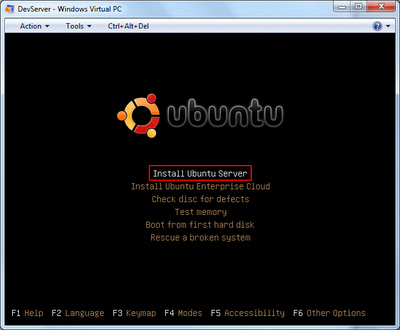 DevServer - Windows Virtual PC
Action Tools Ctrl+Alt+Del
ubuntu
Install Ubuntu Server
Install Ubuntu Enterprise Cloud
Check disc for defects
Test memory
Boot from first hard disk
Rescue a broken system
F1 Help F2 Language F3 Keymap F4 Modes F5 Accessibility F6 Other Options